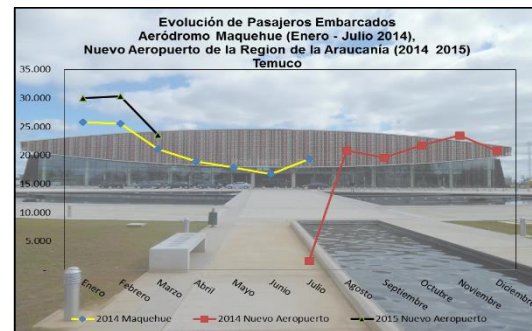 Evolución de Pasajeros Embarcados
Aeródromo Maquehue (Enero - Julio 2014),
Nuevo Aeropuerto de la Region de la Araucanía (2014 2015)
Temuco
35.000
30.000
25.000
20.000
15.000
10.000
5.000
-
Enero
Febrero
Marzo
Abril
Mayo
Junio
Julio
Agosto
Septiembre
Octubre
Noviembre
Diciembre
2014 Maquehue
2014 Nuevo Aeropuerto
2015 Nuevo Aeropuerto